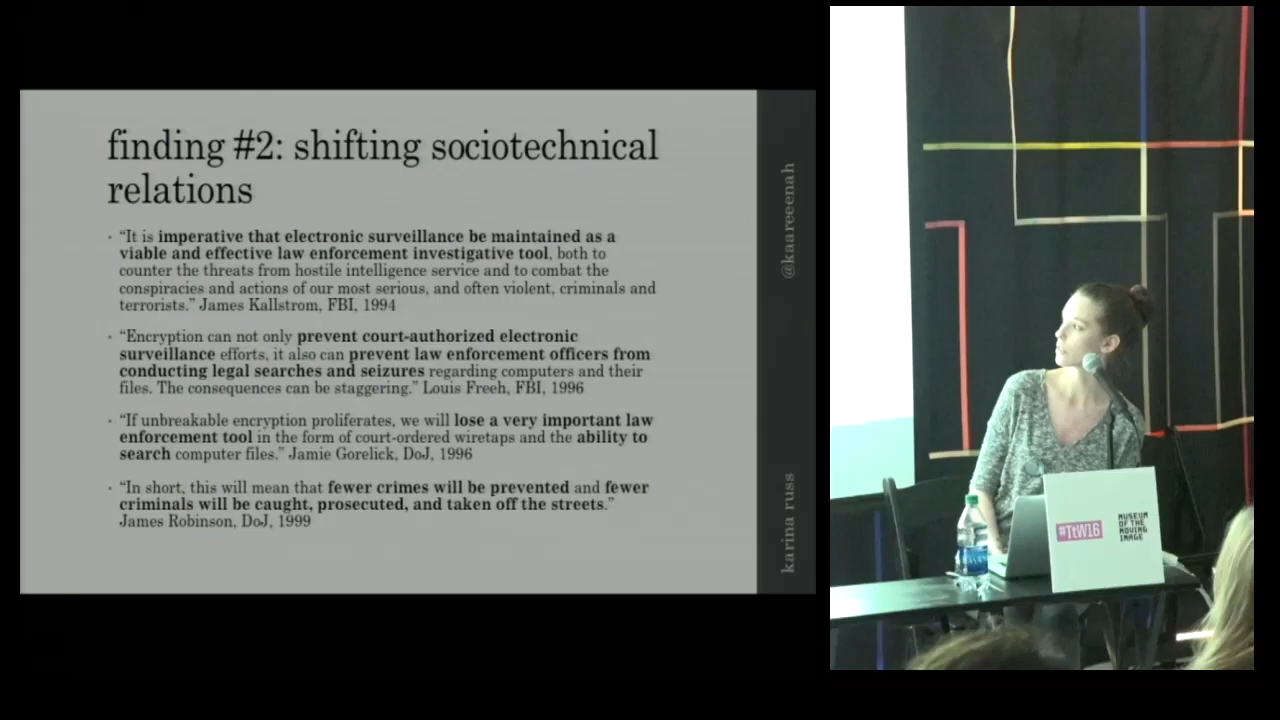 finding #2: shifting sociotechnical
relations
· “It is imperative that electronic surveillance be maintained as a
viable and effective law enforcement investigative tool, both to
counter the threats from hostile intelligence service and to combat the
conspiracies and actions of our most serious, and often violent, criminals and
terrorists.” James Kallstrom, FBI, 1994
· “Encryption can not only prevent court-authorized electronic
surveillance efforts, it also can prevent law enforcement officers from
conducting legal searches and seizures regarding computers and their
files. The consequences can be staggering.” Louis Freeh, FBI, 1996
· “If unbreakable encryption proliferates, we will lose a very important law
enforcement tool in the form of court-ordered wiretaps and the ability to
search computer files.” Jamie Gorelick, DoJ, 1996
· “In short, this will mean that fewer crimes will be prevented and fewer
criminals will be caught, prosecuted, and taken off the streets.”
James Robinson, DoJ, 1999
@kaareeenah
karina russ
#TtW16
MUSEUM
OF THE
MOVING
IMAGE